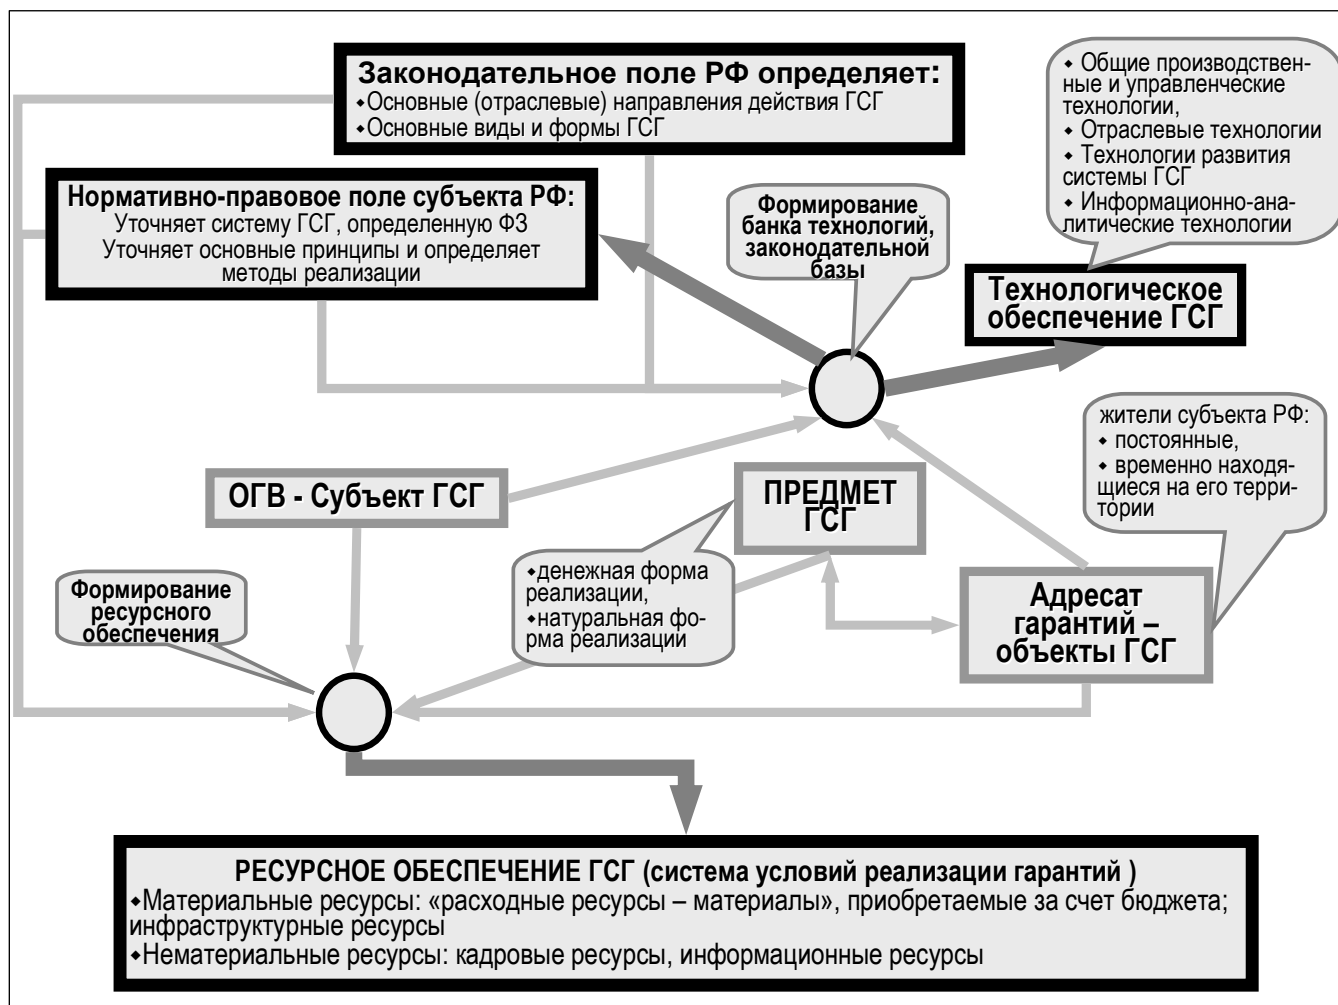 Законодательное поле РФ определяет:
◆Основные (отраслевые) направления действия ГСГ
◆Основные виды и формы ГСГ
◆ Общие производствен-
ные и управленческие
технологии,
◆ Отраслевые технологии
◆ Технологии развития
системы ГСГ
◆ Информационно-ана-
литические технологии
Нормативно-правовое поле субъекта РФ:
Уточняет систему ГСГ, определенную ФЗ
Уточняет основные принципы и определяет
методы реализации
Формирование
банка технологий,
законодательной
базы
Технологическое
обеспечение ГСГ
жители субъекта РФ:
◆ постоянные,
◆ временно находя-
щиеся на его терри-
тории
ОГВ - Субъект ГСГ
ПРЕДМЕТ
ГСГ
◆денежная форма
реализации,
◆натуральная фо-
рма реализации
Формирование
ресурсного
обеспечения
Адресат
гарантий –
объекты ГСГ
РЕСУРСНОЕ ОБЕСПЕЧЕНИЕ ГСГ (система условий реализации гарантий )
◆Материальные ресурсы: «расходные ресурсы – материалы», приобретаемые за счет бюджета;
инфраструктурные ресурсы
◆Нематериальные ресурсы: кадровые ресурсы, информационные ресурсы